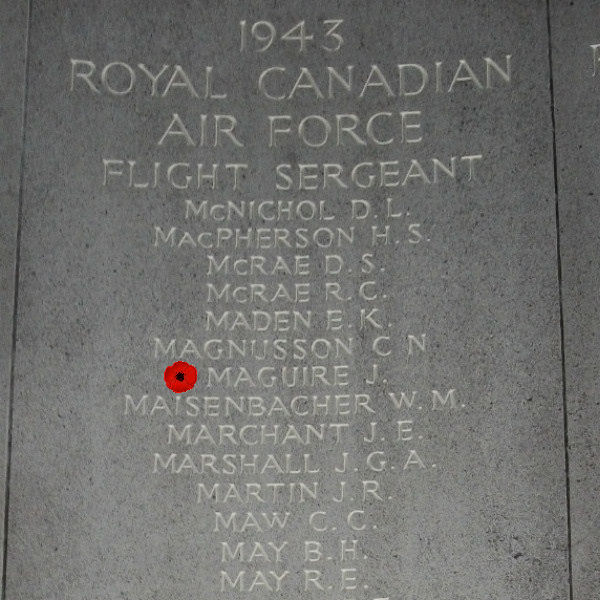 1943
ROYAL CANADIAN
AIR FORCE
FLIGHT SERGEANT
McNICHOL D. L.
MacPHERSON H. S.
McRAE D. S.
McRAE R. C.
MADEN E. K.
MAGNUSSON C N
MAGUIRE J.
MAISENBACHER W. M.
MARCHANT J. E.
MARSHALL J. G. A.
MARTIN J. R.
MAW C. C.
MAY B. H.
MAY R. E.